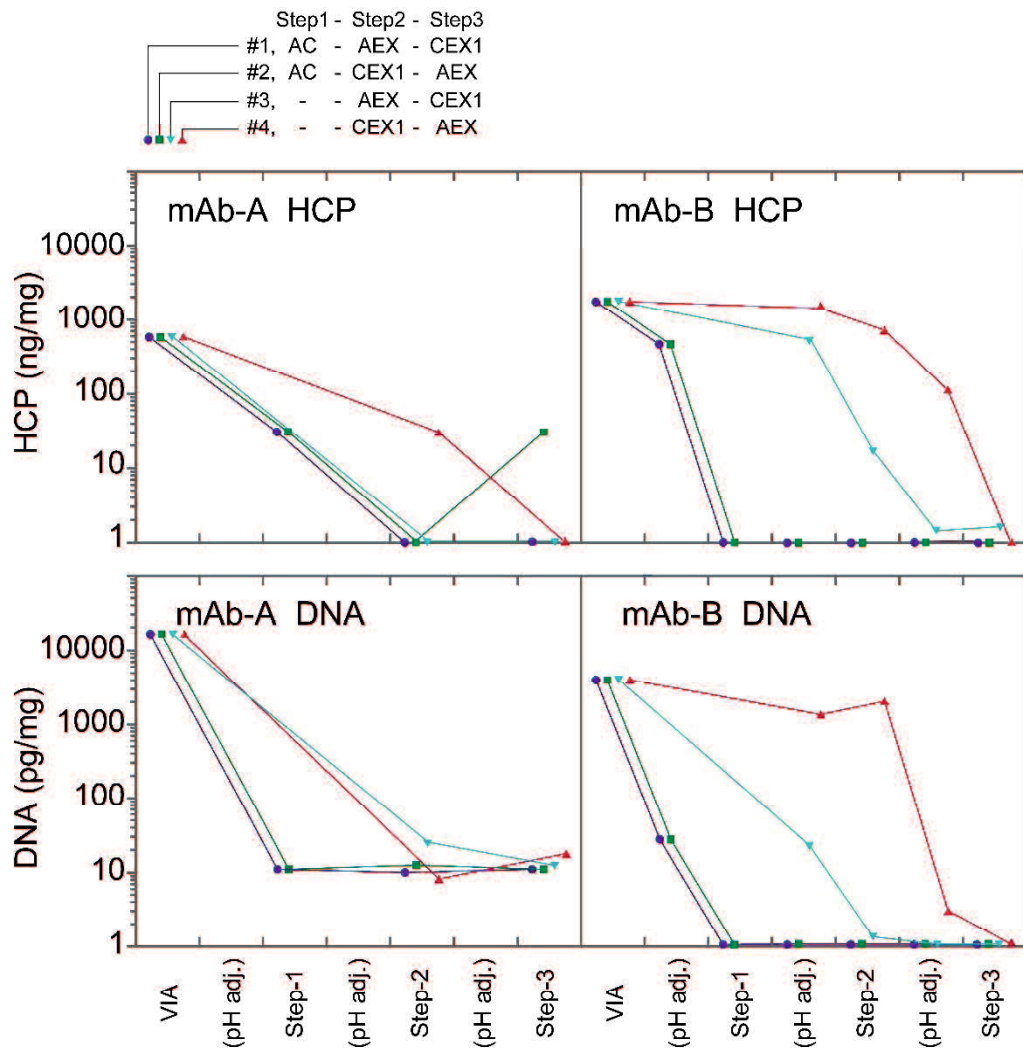 Step1 - Step2 - Step3
#1, AC - AEX - CEX1
#2, AC - CEX1 - AEX
#3, - - AEX - CEX1
#4, - - CEX1 - AEX
mAb-A HCP
mAb-B HCP
HCP (ng/mg)
10000
1000
100
10
1
mAb-A DNA
mAb-B DNA
DNA (pg/mg)
10000
1000
100
10
1
VIA
(pH adj.)
Step-1
(pH adj.)
Step-2
(pH adj.)
Step-3
VIA
(pH adj.)
Step-1
(pH adj.)
Step-2
(pH adj.)
Step-3